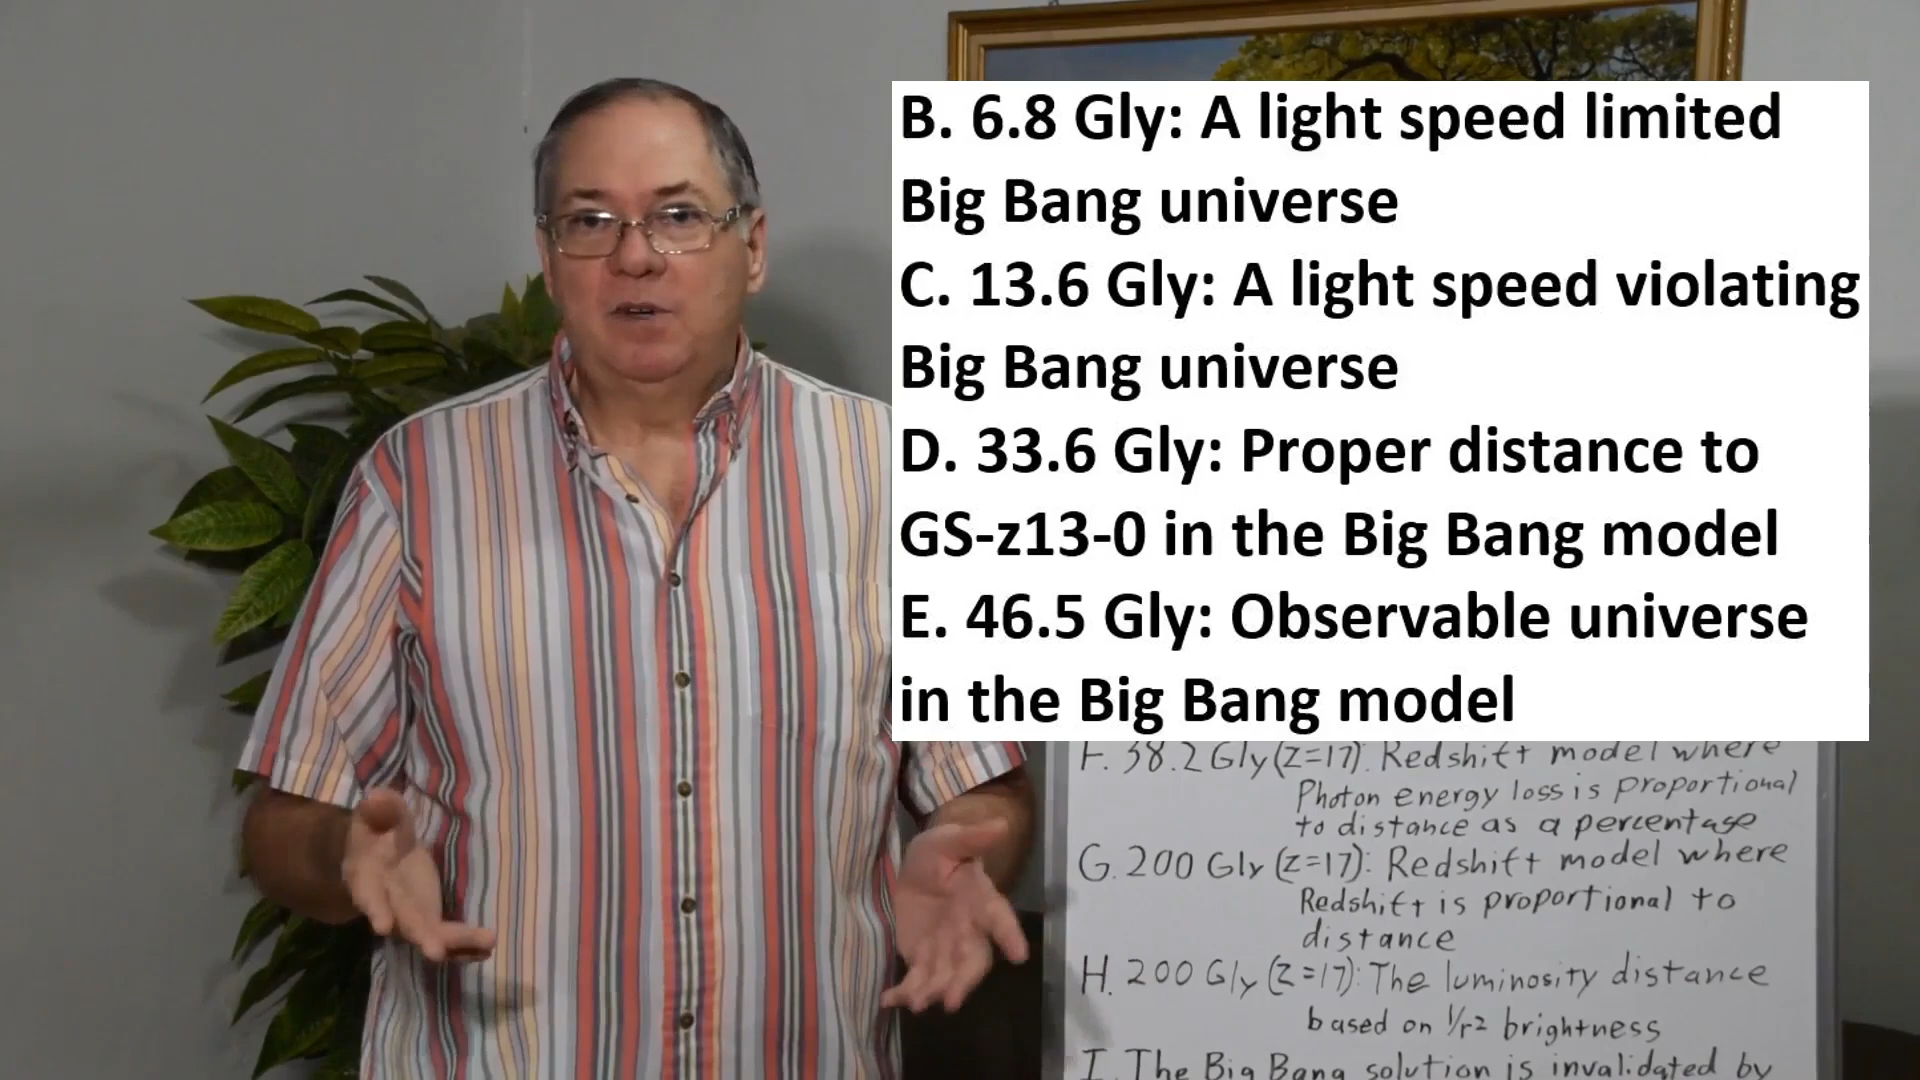 B. 6.8 Gly: A light speed limited
Big Bang universe
C. 13.6 Gly: A light speed violating
Big Bang universe
D. 33.6 Gly: Proper distance to
GS-z13-0 in the Big Bang model
E. 46.5 Gly: Observable universe
in the Big Bang model
F. 38.2 Gly (Z=17): Redshift model where
Photon energy loss is proportional
to distance as a percentage
G. 200 Gly (Z=17): Redshift model where
Redshift is proportional to
distance
H. 200 Gly (Z=17): The luminosity distance
based on 1/r2 brightness
I. The Big Bang solution is invalidated by